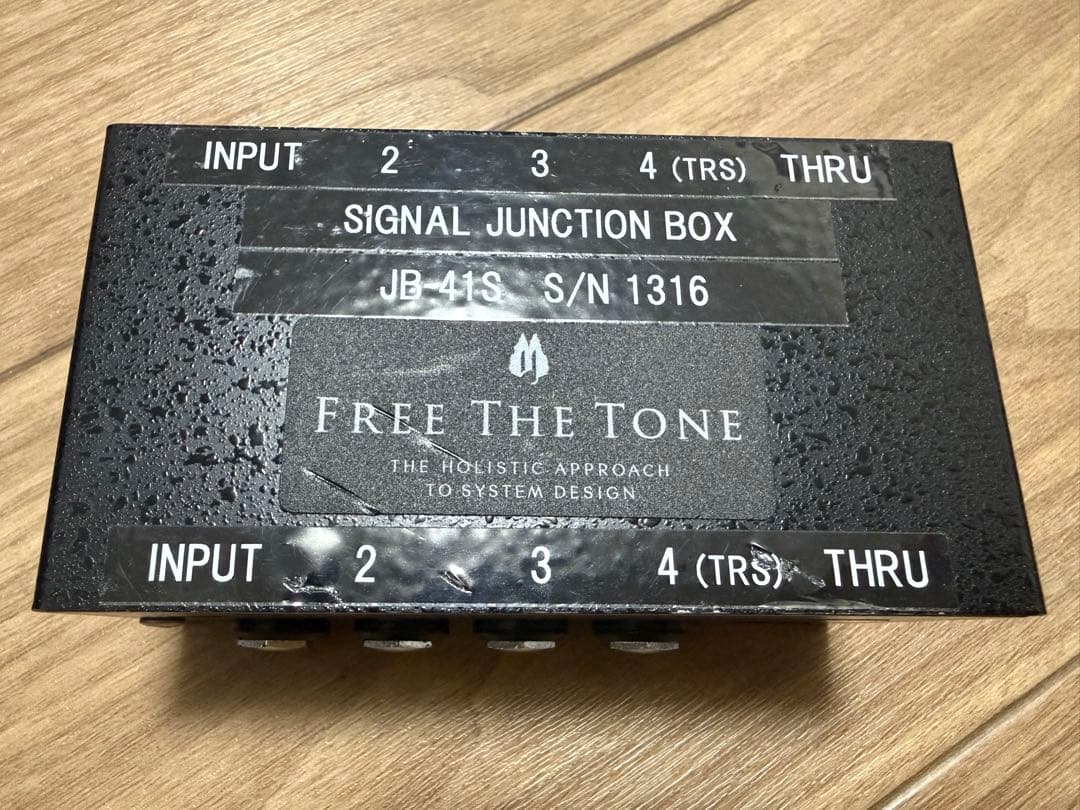 INPUT 2 3 4 (TRS) THRU
SIGNAL JUNCTION BOX
JB-41S S/N 1316
FREE THE TONE
THE HOLISTIC APPROACH
TO SYSTEM DESIGN
INPUT 2 3 4 (TRS) THRU